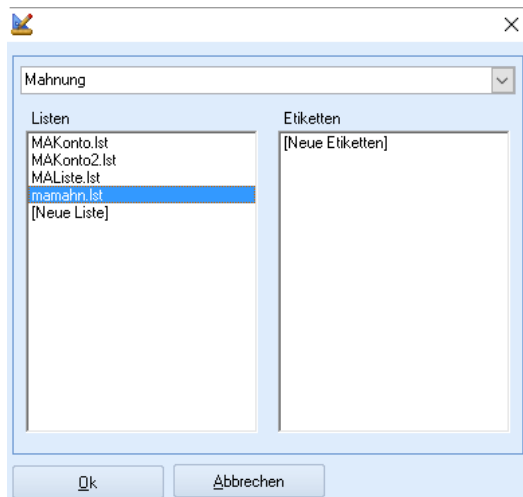 Mahnung
Listen
MAKonto.lst
MAKonto2.lst
MAListe.lst
mamahn.lst
[Neue Liste]
Etiketten
[Neue Etiketten]
Ok
Abbrechen